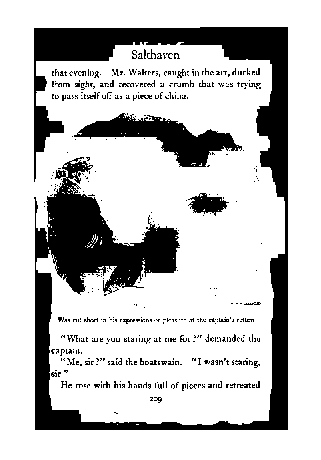 Salthaven
that evening. Mr. Walters, caught in the act, ducked
from sight, and recovered a crumb that was trying
to pass itself off as a piece of china.
Was cut short in his expressions of pleasure at the captain's return
"What are you staring at me for?" demanded the
captain.
"Me, sir?" said the boatswain. "I wasn't staring,
sir."
He rose with his hands full of pieces and retreated
209